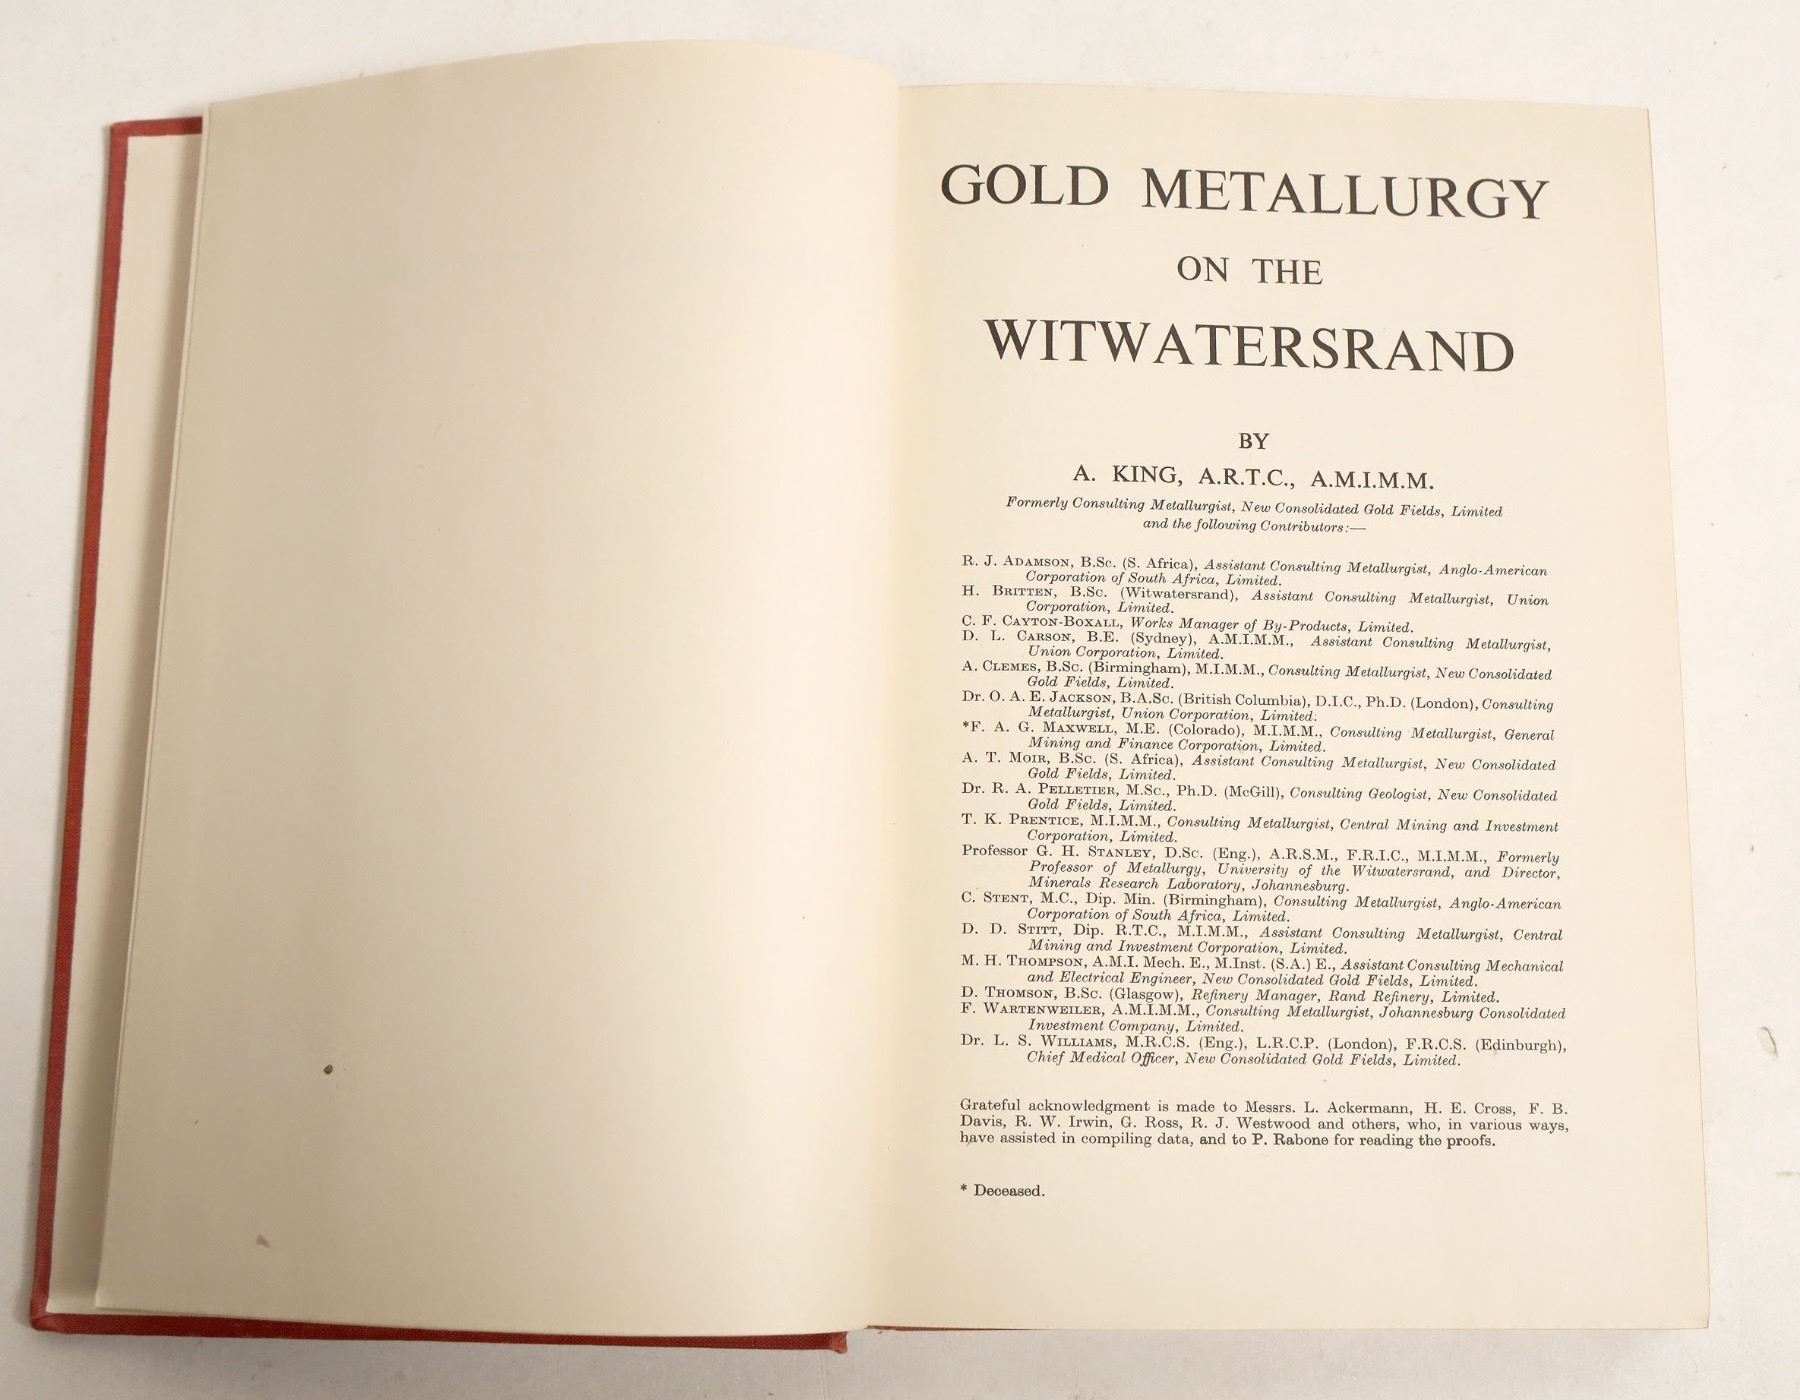 GOLD METALLURGY
ON THE
WITWATERSRAND
BY
A. KING, A.R.T.C., A.M.I.M.M.
Formerly Consulting Metallurgist, New Consolidated Gold Fields, Limited
and the following Contributors:—
R. J. ADAMSON, B.Sc. (S. Africa), Assistant Consulting Metallurgist, Anglo-American
Corporation of South Africa, Limited.
H. BRITTEN, B.Sc. (Witwatersrand), Assistant Consulting Metallurgist, Union
Corporation, Limited.
C. F. CAYTON-BOXALL, Works Manager of By-Products, Limited.
D. L. CARSON, B.E. (Sydney), A.M.I.M.M., Assistant Consulting Metallurgist,
Union Corporation, Limited.
A. CLEMES, B.Sc. (Birmingham), M.I.M.M., Consulting Metallurgist, New Consolidated
Gold Fields, Limited.
Dr. O. A. E. JACKSON, B.A.Sc. (British Columbia), D.I.C., Ph.D. (London), Consulting
Metallurgist, Union Corporation, Limited.
*F. A. G. MAXWELL, M.E. (Colorado), M.I.M.M., Consulting Metallurgist, General
Mining and Finance Corporation, Limited.
A. T. MOIR, B.Sc. (S. Africa), Assistant Consulting Metallurgist, New Consolidated
Gold Fields, Limited.
Dr. R. A. PELLETIER, M.Sc., Ph.D. (McGill), Consulting Geologist, New Consolidated
Gold Fields, Limited.
T. K. PRENTICE, M.I.M.M., Consulting Metallurgist, Central Mining and Investment
Corporation, Limited.
Professor G. H. STANLEY, D.Sc. (Eng.), A.R.S.M., F.R.I.C., M.I.M.M., Formerly
Professor of Metallurgy, University of the Witwatersrand, and Director,
Minerals Research Laboratory, Johannesburg.
C. STENT, M.C., Dip. Min. (Birmingham), Consulting Metallurgist, Anglo-American
Corporation of South Africa, Limited.
D. D. STITT, Dip. R.T.C., M.I.M.M., Assistant Consulting Metallurgist, Central
Mining and Investment Corporation, Limited.
M. H. THOMPSON, A.M.I. Mech. E., M.Inst. (S.A.) E., Assistant Consulting Mechanical
and Electrical Engineer, New Consolidated Gold Fields, Limited.
D. THOMSON, B.Sc. (Glasgow), Refinery Manager, Rand Refinery, Limited.
F. WARTENWEILER, A.M.I.M.M., Consulting Metallurgist, Johannesburg Consolidated
Investment Company, Limited.
Dr. L. S. WILLIAMS, M.R.C.S. (Eng.), L.R.C.P. (London), F.R.C.S. (Edinburgh),
Chief Medical Officer, New Consolidated Gold Fields, Limited.
Grateful acknowledgment is made to Messrs. L. Ackermann, H. E. Cross, F. B.
Davis, R. W. Irwin, G. Ross, R. J. Westwood and others, who, in various ways,
have assisted in compiling data, and to P. Rabone for reading the proofs.
* Deceased.